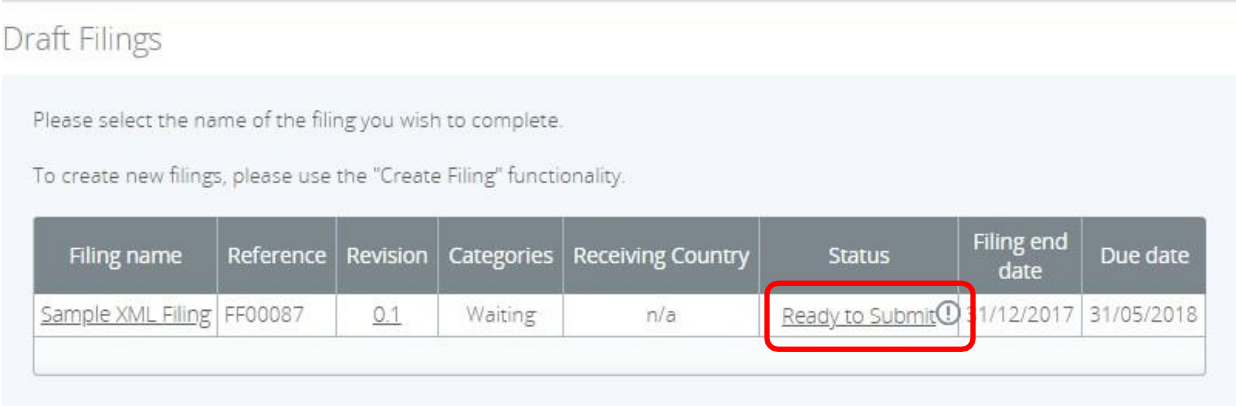 Draft Filings
Please select the name of the filing you wish to complete.
To create new filings, please use the "Create Filing" functionality.
Filing name Reference Revision Categories Receiving Country Status Filing end date Due date
Sample XML Filing FF00087 0.1 Waiting n/a Ready to Submit 31/12/2017 31/05/2018